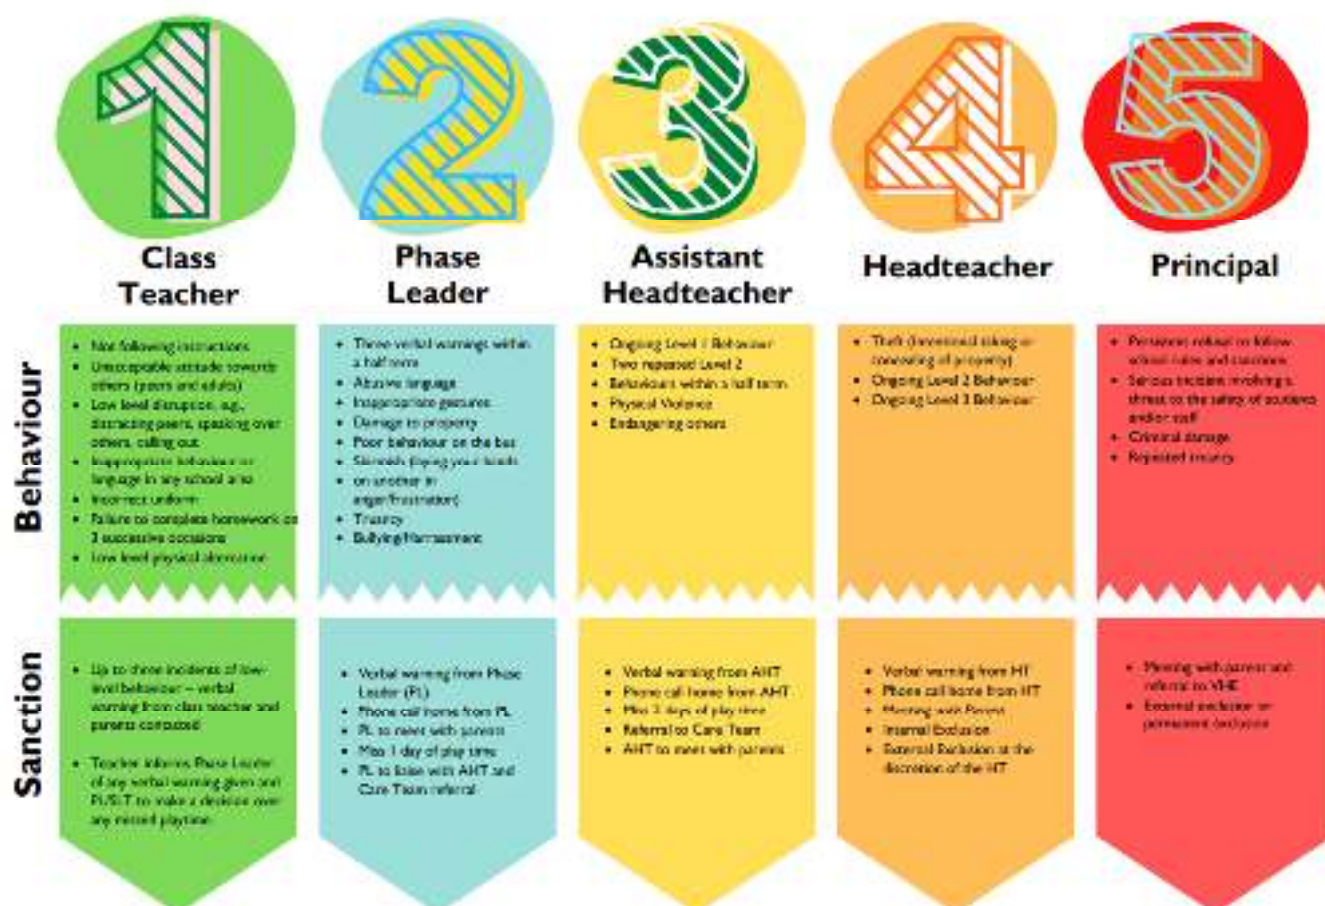 1
2
3
4
5
Class
Teacher
Phase
Leader
Assistant
Headteacher
Headteacher
Principal
Behaviour
• Not following instructions
• Unacceptable attitude towards
others (peers and adults)
• Low level disruption, e.g.,
distracting peers, speaking over
others, calling out
• Inappropriate behaviour or
language in any school area
• Incorrect uniform
• Failure to complete homework on
3 successive occasions
• Low level physical altercation
• Three verbal warnings within
a half term
• Abusive language
• Inappropriate gestures
• Damage to property
• Poor behaviour on the bus
• Skirmish (laying your hands
• on another in
anger/frustration)
• Truancy
• Bullying/Harrassment
• Ongoing Level 1 Behaviour
• Two repeated Level 2
• Behaviours within a half term
• Physical Violence
• Endangering others
• Theft (Intentional taking or
concealing of property)
• Ongoing Level 2 Behaviour
• Ongoing Level 3 Behaviour
• Persistent refusal to follow
school rules and sanctions
• Serious incident involving a
threat to the safety of students
and/or staff
• Criminal damage
• Repeated truancy
Sanction
• Up to three incidents of low-
level behaviour – verbal
warning from class teacher and
parents contacted
• Teacher informs Phase Leader
of any verbal warning given and
PL/SLT to make a decision over
any missed playtime.
• Verbal warning from Phase
Leader (PL)
• Phone call home from PL
• PL to meet with parents
• Miss 1 day of play time
• PL to liaise with AHT and
Care Team referral
• Verbal warning from AHT
• Phone call home from AHT
• Miss days of play time
• Referral to Care Team
• AHT to meet with parents
• Verbal warning from HT
• Phone call home from HT
• Meeting with Parent
• Internal Exclusion
• External Exclusion at the
discretion of the HT
• Meeting with parent and
referral to VHE
• External exclusion or
permanent exclusion